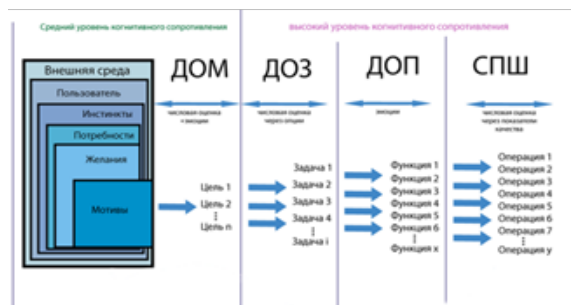 Средний уровень когнитивного сопротивления
высокий уровень когнитивного сопротивления
Внешняя среда
Пользователь
Инстинкты
Потребности
Желания
Мотивы
ДОМ
числовая оценка
+ эмоции
Цель 1
Цель 2
⋮
Цель n
ДОЗ
числовая оценка
через опции
Задача 1
Задача 2
Задача 3
Задача 4
⋮
Задача i
ДОП
эмоции
Функция 1
Функция 2
Функция 3
Функция 4
Функция 5
Функция 6
⋮
Функция x
СПШ
числовая оценка
через показатели
качества
Операция 1
Операция 2
Операция 3
Операция 4
Операция 5
Операция 6
Операция 7
⋮
Операция y